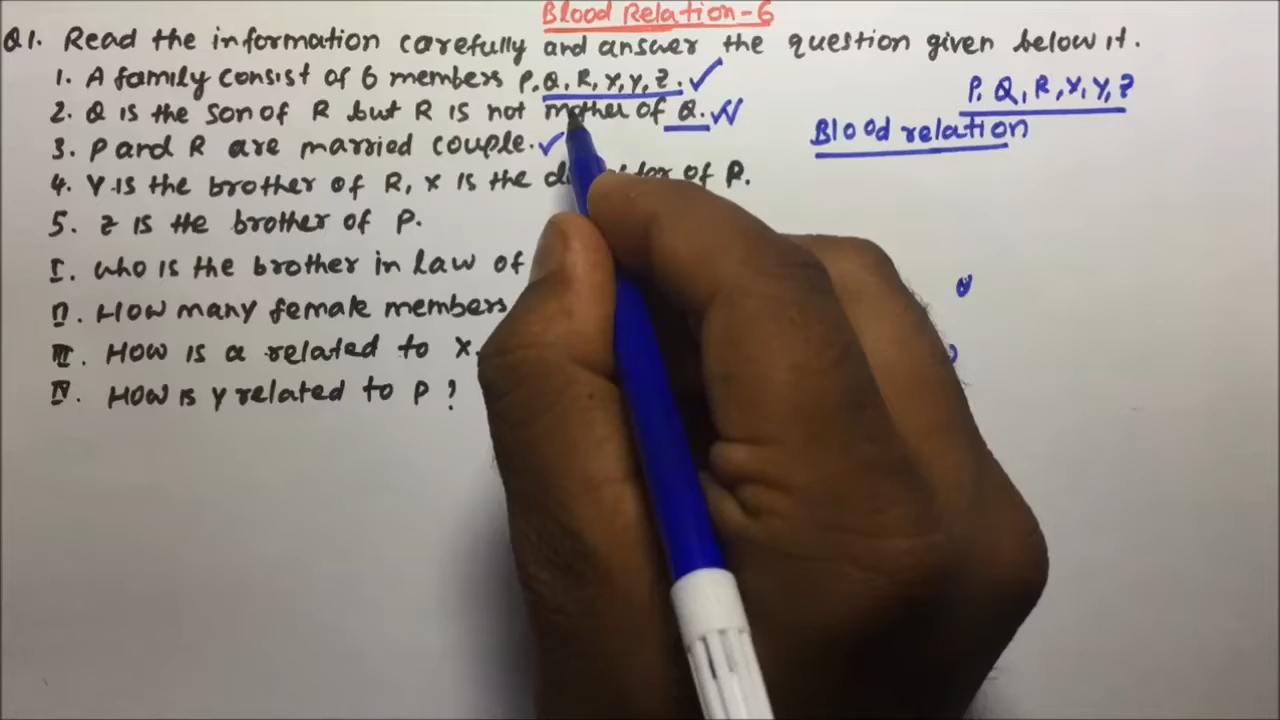 Blood Relation-6
Q1. Read the information carefully and answer the question given below it.
1. A family consist of 6 members P, Q, R, X, Y, Z.
P, Q, R, X, Y, Z
2. Q is the son of R but R is not mother of Q.
Blood relation
3. P and R are married couple.
4. Y is the brother of R, X is the of P.
5. Z is the brother of P.
I. who is the brother in law of
II. How many female members
III. How is Q related to X.
IV. How is Y related to P?